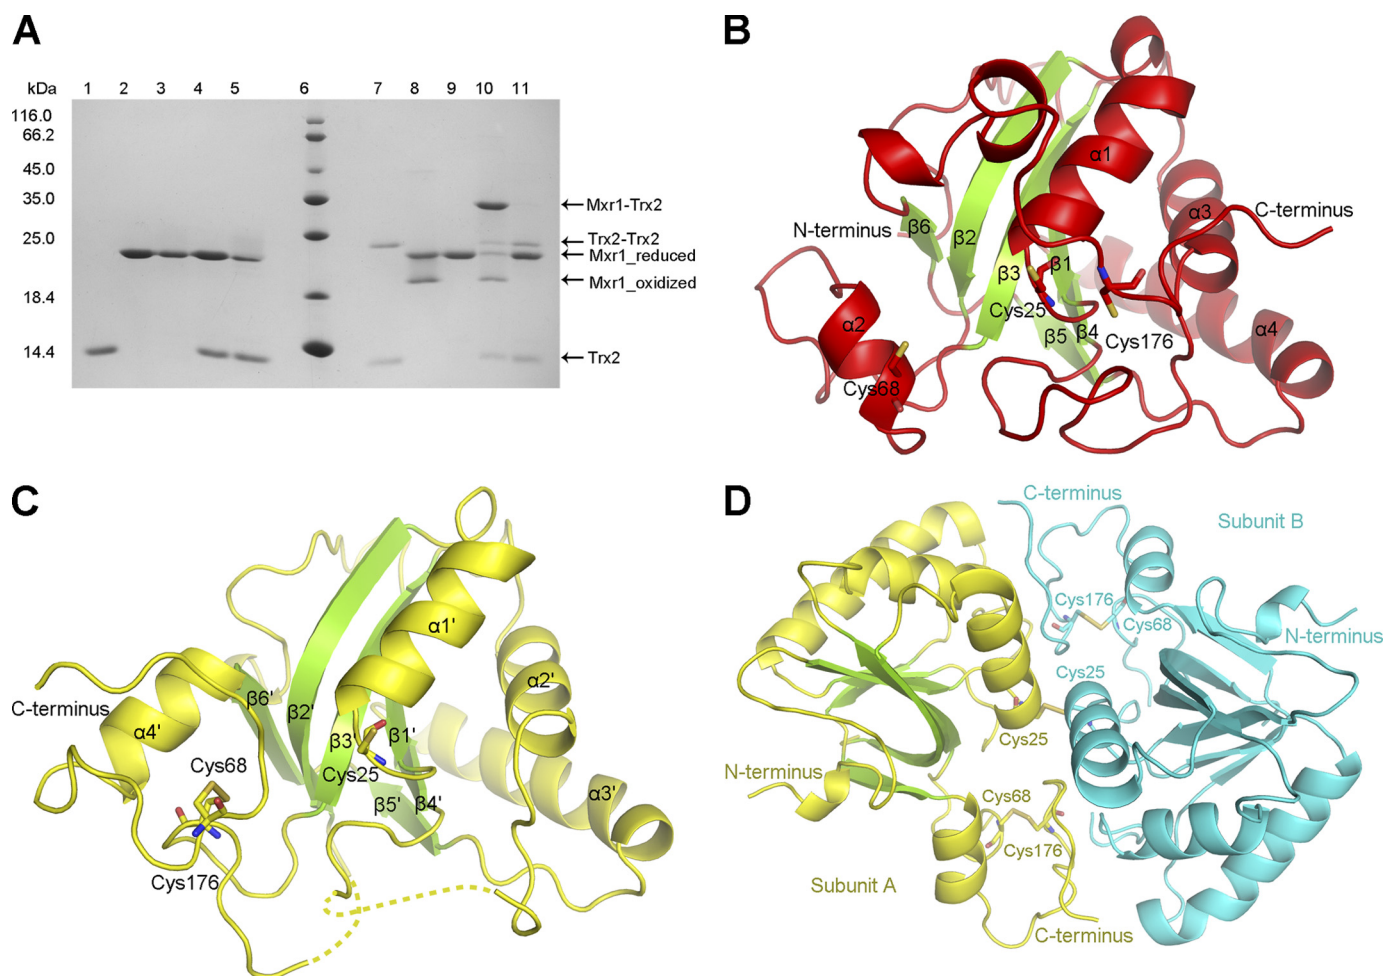 A
kDa 1 2 3 4 5 6 7 8 9 10 11
116.0
66.2
45.0
35.0
25.0
18.4
14.4
Mxr1-Trx2
Trx2-Trx2
Mxr1_reduced
Mxr1_oxidized
Trx2
B
α1
α3
C-terminus
N-terminus
β6
β2
β3
β1
Cys25
α2
β5
β4
Cys176
α4
Cys68
C
α1'
α2'
C-terminus
β6'
β2'
α4'
β3'
β1'
Cys68
Cys25
β5'
β4'
α3'
Cys176
D
C-terminus
Subunit B
Cys176
Cys68
N-terminus
Cys25
Cys25
N-terminus
Cys68
Cys176
Subunit A
C-terminus